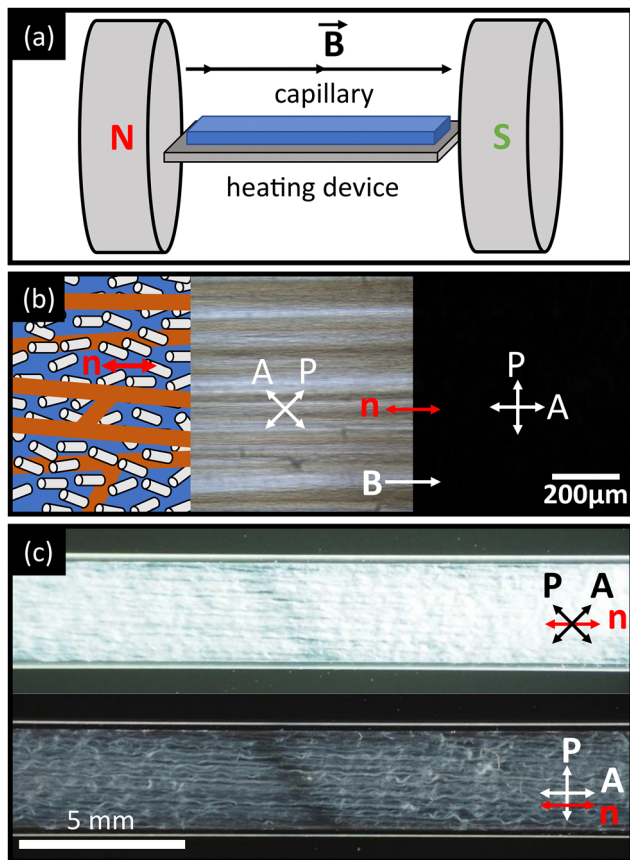 (a)
B
capillary
N
S
heating device
(b)
n
A P
n
B
P
A
200μm
(c)
P A
n
P
A
n
5 mm